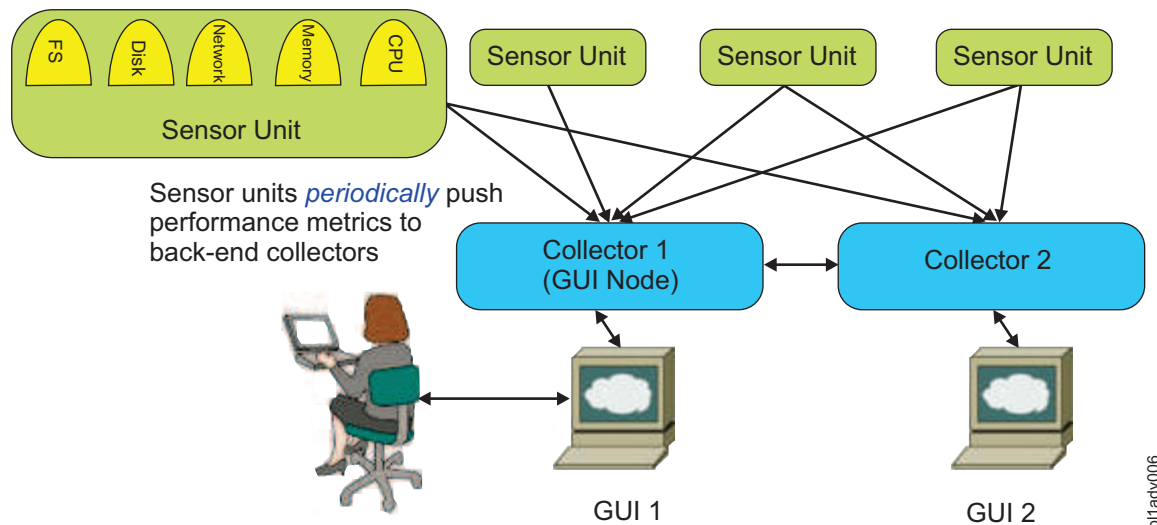 FS
Disk
Network
Memory
CPU
Sensor Unit
Sensor Unit
Sensor Unit
Sensor Unit
Sensor units periodically push
performance metrics to
back-end collectors
Collector 1
(GUI Node)
Collector 2
GUI 1
GUI 2